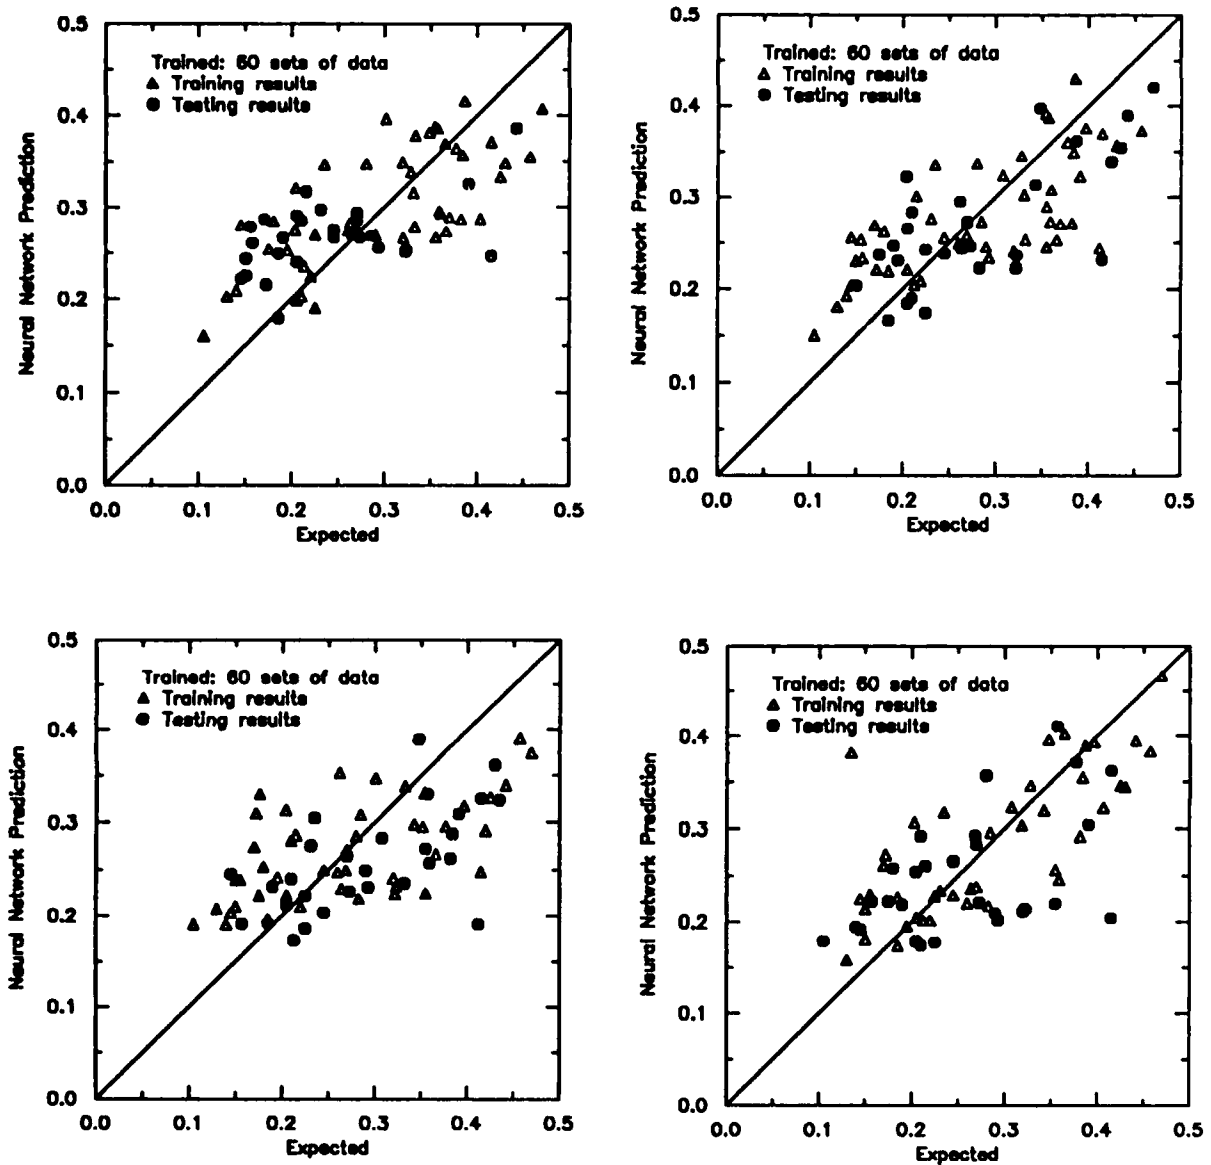 0.5
Trained: 60 sets of data
Training results
Testing results
0.4
0.3
0.2
0.1
0.0
Neural Network Prediction
0.0 0.1 0.2 0.3 0.4 0.5
Expected
0.5
Trained: 60 sets of data
Training results
Testing results
0.4
0.3
0.2
0.1
0.0
Neural Network Prediction
0.0 0.1 0.2 0.3 0.4 0.5
Expected
0.5
Trained: 60 sets of data
Training results
Testing results
0.4
0.3
0.2
0.1
0.0
Neural Network Prediction
0.0 0.1 0.2 0.3 0.4 0.5
Expected
0.5
Trained: 60 sets of data
Training results
Testing results
0.4
0.3
0.2
0.1
0.0
Neural Network Prediction
0.0 0.1 0.2 0.3 0.4 0.5
Expected